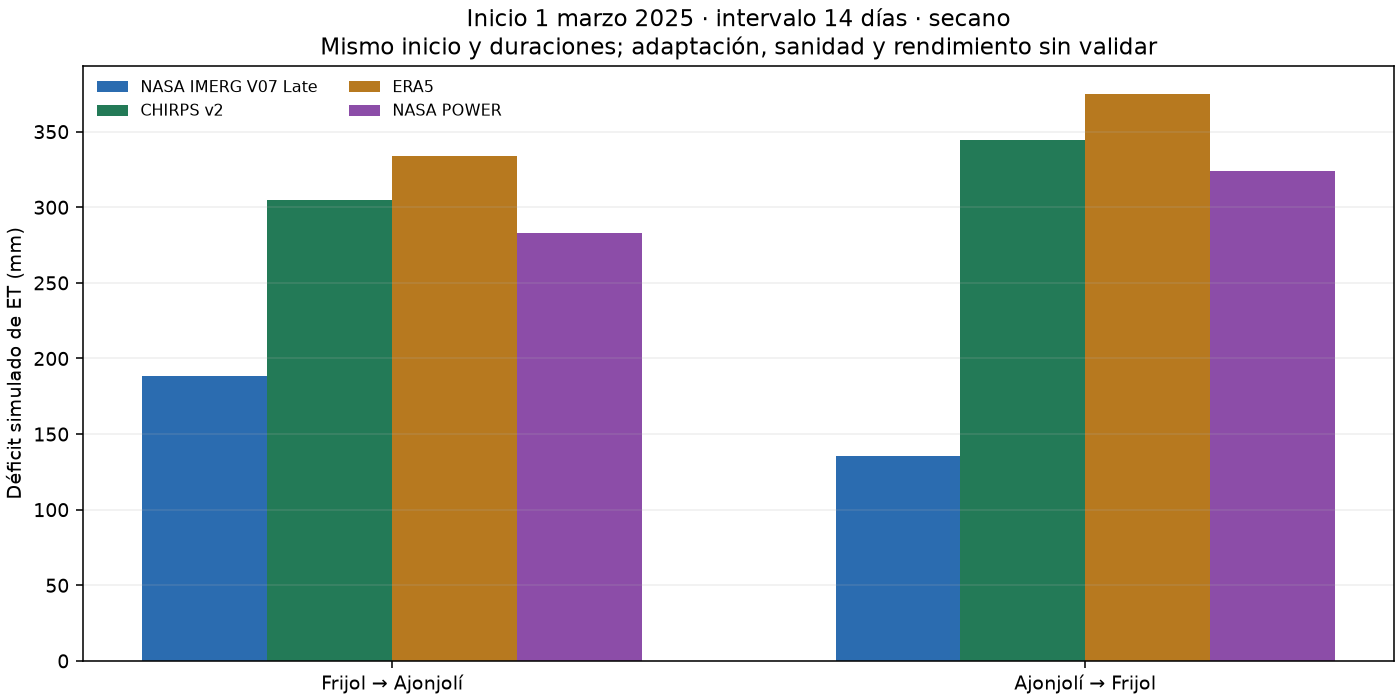 Inicio 1 marzo 2025 · intervalo 14 días · secano
Mismo inicio y duraciones; adaptación, sanidad y rendimiento sin validar
NASA IMERG V07 Late
CHIRPS v2
ERA5
NASA POWER
Déficit simulado de ET (mm)
350
300
250
200
150
100
50
0
Frijol → Ajonjolí
Ajonjolí → Frijol